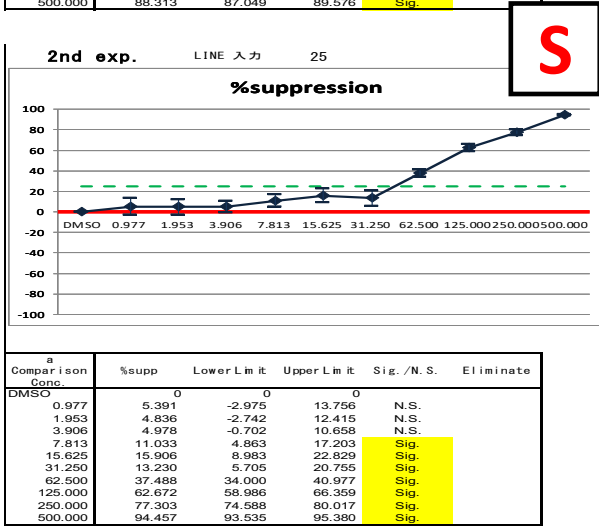 500.000 88.313 87.049 89.576 Sig.
S
2nd exp. LINE 入力 25
%suppression
100
80
60
40
20
0
DMSO 0.977 1.953 3.906 7.813 15.625 31.250 62.500 125.000 250.000 500.000
-20
-40
-60
-80
-100
a
Comparison Conc. %supp LowerLimit UpperLimit Sig./N.S. Eliminate
DMSO 0 0 0
0.977 5.391 -2.975 13.756 N.S.
1.953 4.836 -2.742 12.415 N.S.
3.906 4.978 -0.702 10.658 N.S.
7.813 11.033 4.863 17.203 Sig.
15.625 15.906 8.983 22.829 Sig.
31.250 13.230 5.705 20.755 Sig.
62.500 37.488 34.000 40.977 Sig.
125.000 62.672 58.986 66.359 Sig.
250.000 77.303 74.588 80.017 Sig.
500.000 94.457 93.535 95.380 Sig.